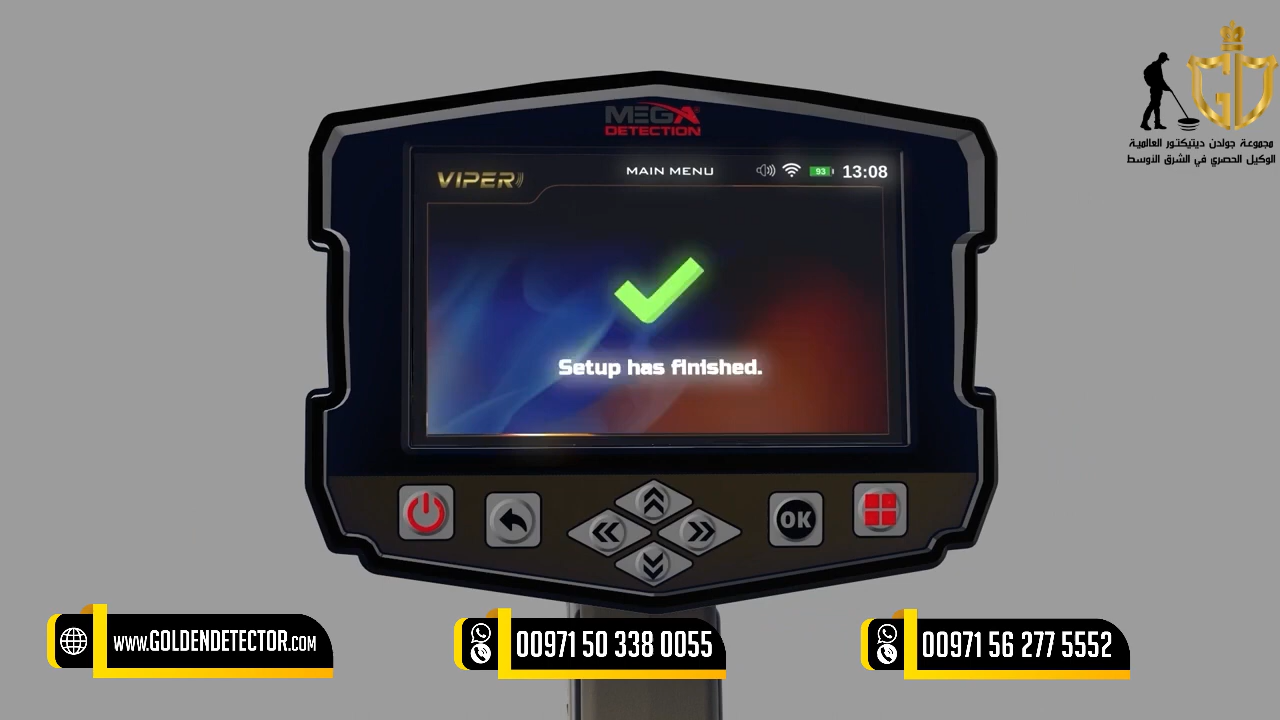 MEGA
DETECTION
VIPER
MAIN MENU
93
13:08
Setup has finished.
OK
GD
مجموعة جولدن ديتيكتور العالمية
الوكيل الحصري في الشرق الأوسط
www.GOLDENDETECTOR.com
00971 50 338 0055
00971 56 277 5552